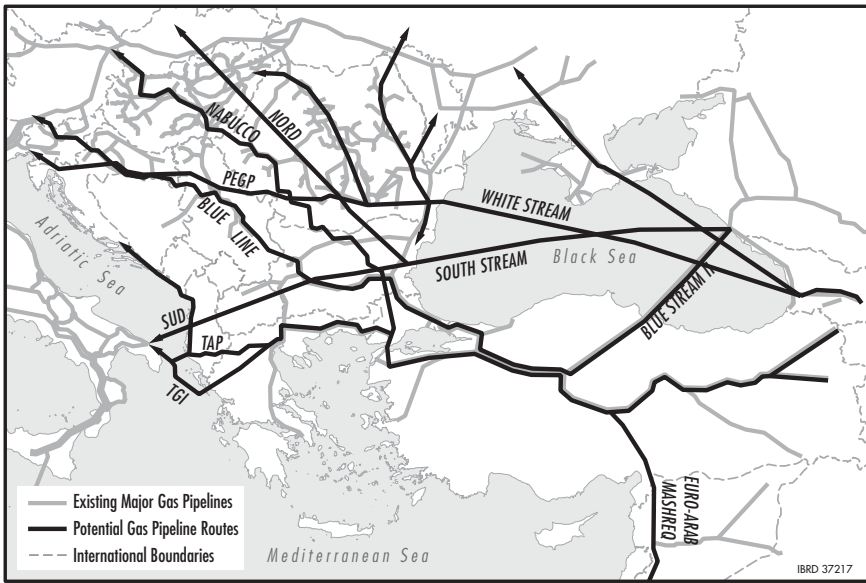 NABUCCO
NORD
PEGP
BLUE LINE
WHITE STREAM
Adriatic Sea
SOUTH STREAM
Black Sea
BLUE STREAM II
SUD
TAP
TGI
EURO-ARAB
MASHREQ
Existing Major Gas Pipelines
Potential Gas Pipeline Routes
International Boundaries
Mediterranean Sea
IBRD 37217